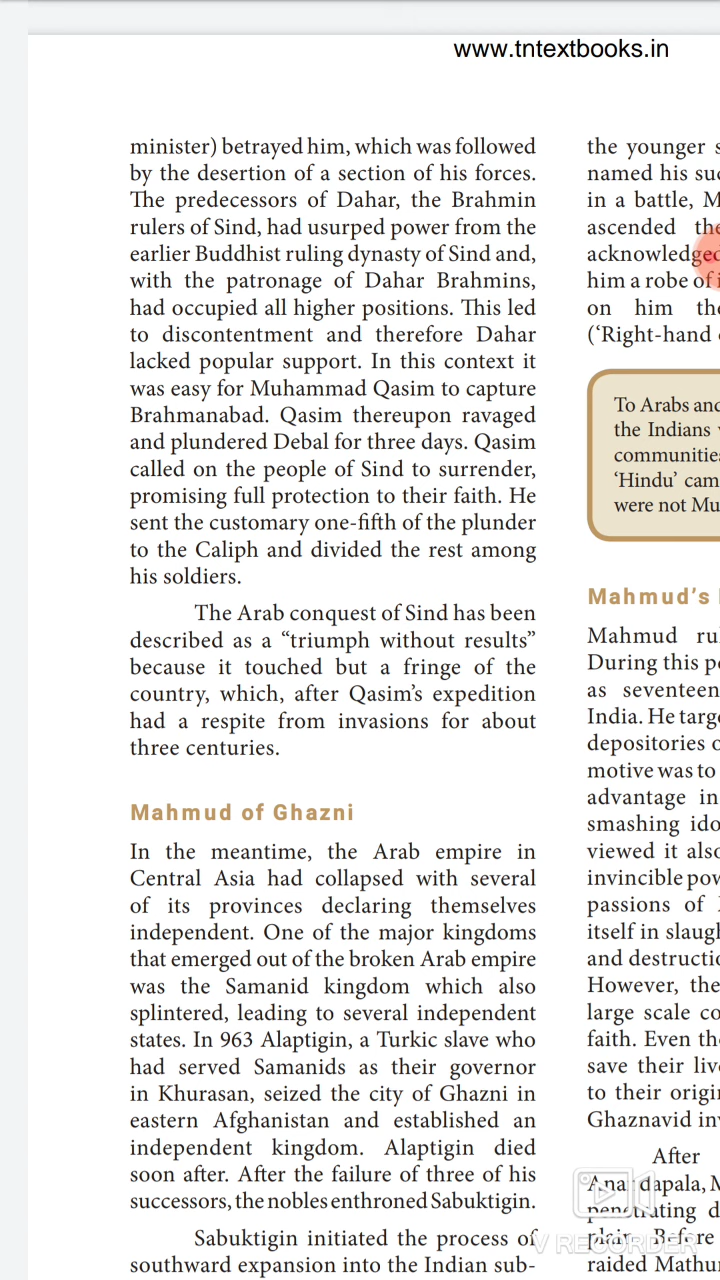 www.tntextbooks.in
minister) betrayed him, which was followed
by the desertion of a section of his forces.
The predecessors of Dahar, the Brahmin
rulers of Sind, had usurped power from the
earlier Buddhist ruling dynasty of Sind and,
with the patronage of Dahar Brahmins,
had occupied all higher positions. This led
to discontentment and therefore Dahar
lacked popular support. In this context it
was easy for Muhammad Qasim to capture
Brahmanabad. Qasim thereupon ravaged
and plundered Debal for three days. Qasim
called on the people of Sind to surrender,
promising full protection to their faith. He
sent the customary one-fifth of the plunder
to the Caliph and divided the rest among
his soldiers.
The Arab conquest of Sind has been
described as a “triumph without results”
because it touched but a fringe of the
country, which, after Qasim’s expedition
had a respite from invasions for about
three centuries.
Mahmud of Ghazni
In the meantime, the Arab empire in
Central Asia had collapsed with several
of its provinces declaring themselves
independent. One of the major kingdoms
that emerged out of the broken Arab empire
was the Samanid kingdom which also
splintered, leading to several independent
states. In 963 Alaptigin, a Turkic slave who
had served Samanids as their governor
in Khurasan, seized the city of Ghazni in
eastern Afghanistan and established an
independent kingdom. Alaptigin died
soon after. After the failure of three of his
successors, the nobles enthroned Sabuktigin.
Sabuktigin initiated the process of
southward expansion into the Indian sub-
the younger
named his
in a battle,
ascended
acknowledged
him a robe of
on him
(‘Right-hand
To Arabs and
the Indians
communities
‘Hindu’
were not
Mahmud’s
Mahmud
During this
as seventeen
India. He
depositories
motive was to
advantage in
smashing
viewed it
invincible
passions of
itself in
and
However, the
large scale
faith. Even
save their
to their
Ghaznavid
After
Anandapala,
penetrating
plain. Before
raided
V RECORDER